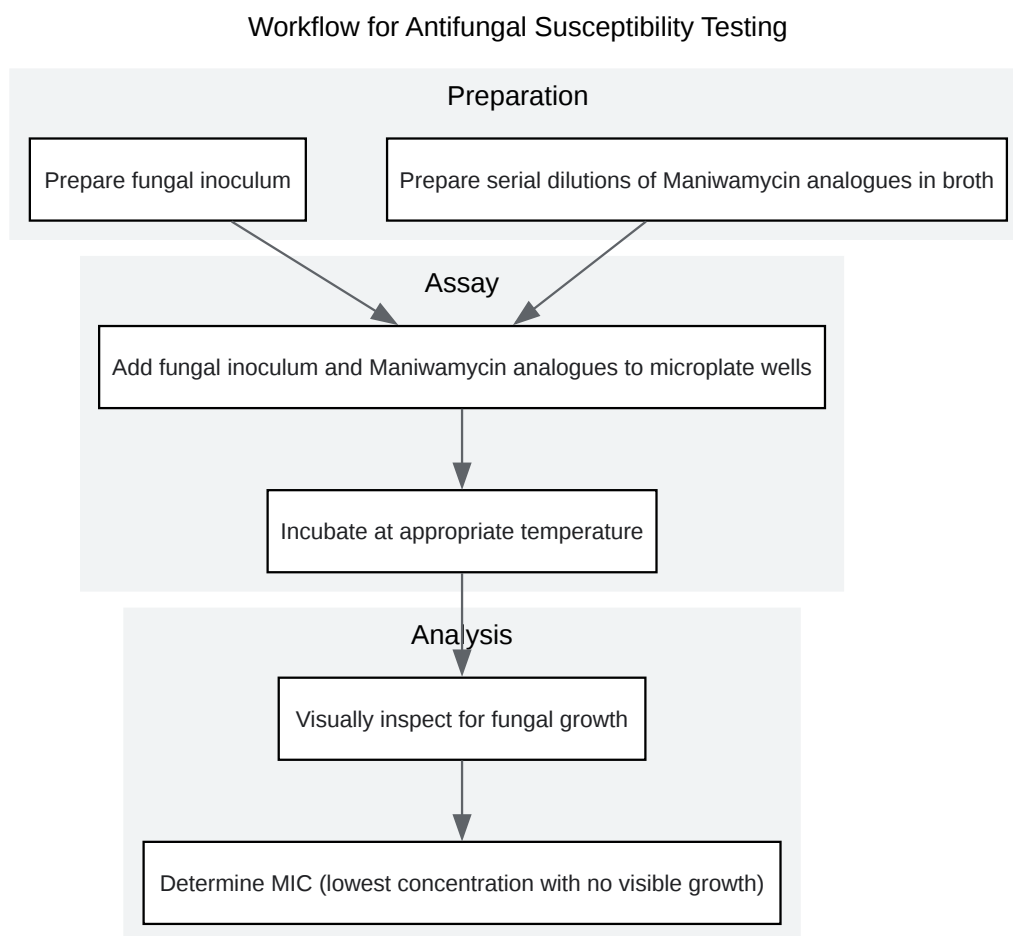 Workflow for Antifungal Susceptibility Testing
Preparation
Prepare fungal inoculum
Prepare serial dilutions of Maniwamycin analogues in broth
Assay
Add fungal inoculum and Maniwamycin analogues to microplate wells
Incubate at appropriate temperature
Analysis
Visually inspect for fungal growth
Determine MIC (lowest concentration with no visible growth)